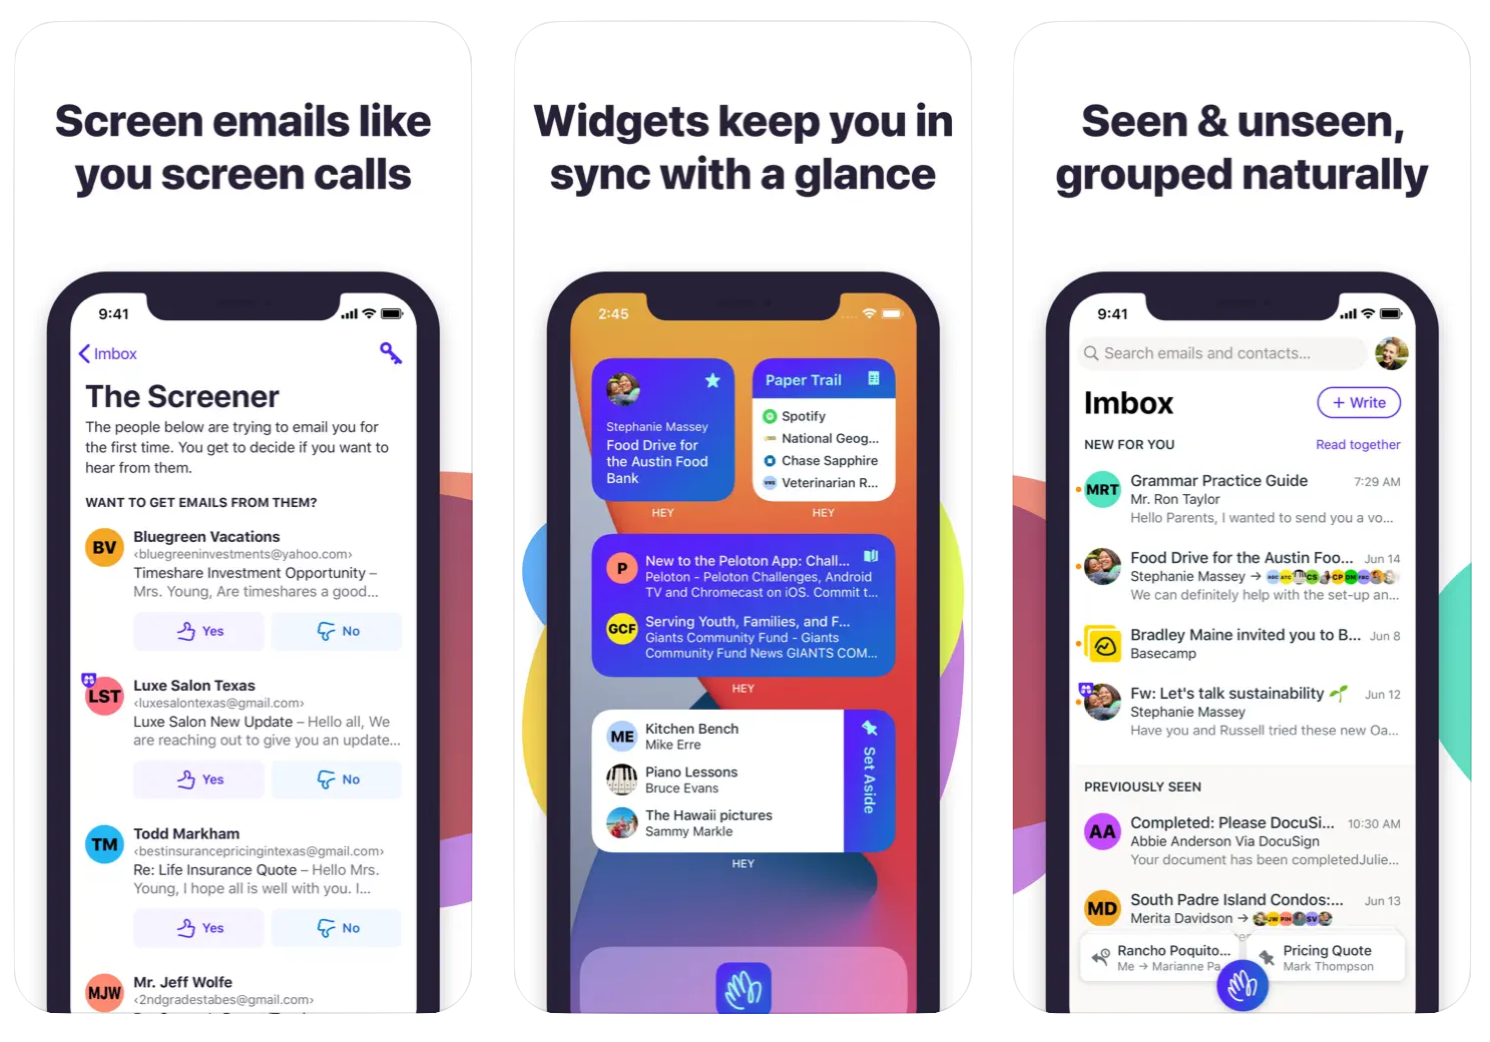 Screen emails like
you screen calls
9:41
Imbox
The Screener
The people below are trying to email you for
the first time. You get to decide if you want to
hear from them.
WANT TO GET EMAILS FROM THEM?
BV
Bluegreen Vacations
‹bluegreeninvestments@yahoo.com›
Timeshare Investment Opportunity –
Mrs. Young, Are timeshares a good...
Yes
No
LST
Luxe Salon Texas
‹luxesalontexas@gmail.com›
Luxe Salon New Update – Hello all, We
are reaching out to give you an update...
Yes
No
TM
Todd Markham
‹bestinsurancepricingintexas@gmail.com›
Re: Life Insurance Quote – Hello Mrs.
Young, I hope all is well with you. I...
Yes
No
MJW
Mr. Jeff Wolfe
‹2ndgradestabes@gmail.com›
Widgets keep you in
sync with a glance
2:45
Stephanie Massey
Food Drive for
the Austin Food
Bank
HEY
Paper Trail
Spotify
National Geog...
Chase Sapphire
Veterinarian R...
HEY
P
New to the Peloton App: Chall...
Peloton - Peloton Challenges, Android
TV and Chromecast on iOS. Commit t...
GCF
Serving Youth, Families, and F...
Giants Community Fund - Giants
Community Fund News GIANTS COM...
HEY
ME
Kitchen Bench
Mike Erre
Piano Lessons
Bruce Evans
The Hawaii pictures
Sammy Markle
Set Aside
HEY
Seen & unseen,
grouped naturally
9:41
Search emails and contacts...
Imbox
+ Write
NEW FOR YOU
Read together
MRT
Grammar Practice Guide
7:29 AM
Mr. Ron Taylor
Hello Parents, I wanted to send you a vo...
Food Drive for the Austin Foo...
Jun 14
Stephanie Massey →
CS
CP
DH
We can definitely help with the set-up an...
Bradley Maine invited you to B...
Jun 8
Basecamp
Fw: Let's talk sustainability
Jun 12
Stephanie Massey
Have you and Russell tried these new Oa...
PREVIOUSLY SEEN
AA
Completed: Please DocuSi...
10:30 AM
Abbie Anderson Via DocuSign
Your document has been completedJulie...
MD
South Padre Island Condos:...
Jun 13
Merita Davidson →
JW
SV
Rancho Poquito...
Me → Marianne Pa...
Pricing Quote
Mark Thompson